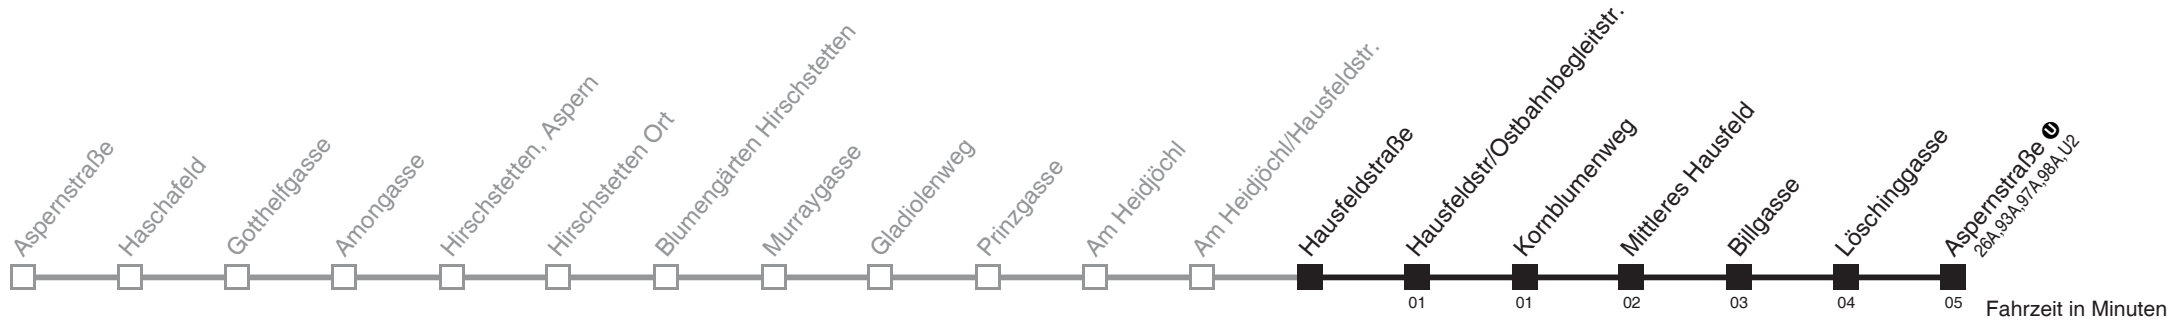 Aspernstraße
Haschafeld
Gotthelfgasse
Amongasse
Hirschstetten, Aspern
Hirschstetten Ort
Blumengärten Hirschstetten
Murraygasse
Gladiolenweg
Prinzgasse
Am Heidjöchl
Am Heidjöchl/Hausfeldstr.
Hausfeldstraße
Hausfeldstr/Ostbahnbegleitstr.
Kornblumenweg
Mittleres Hausfeld
Billgasse
Löschinggasse
Aspernstraße U
26A,93A,97A,98A,U2
01
01
02
03
04
05
Fahrzeit in Minuten